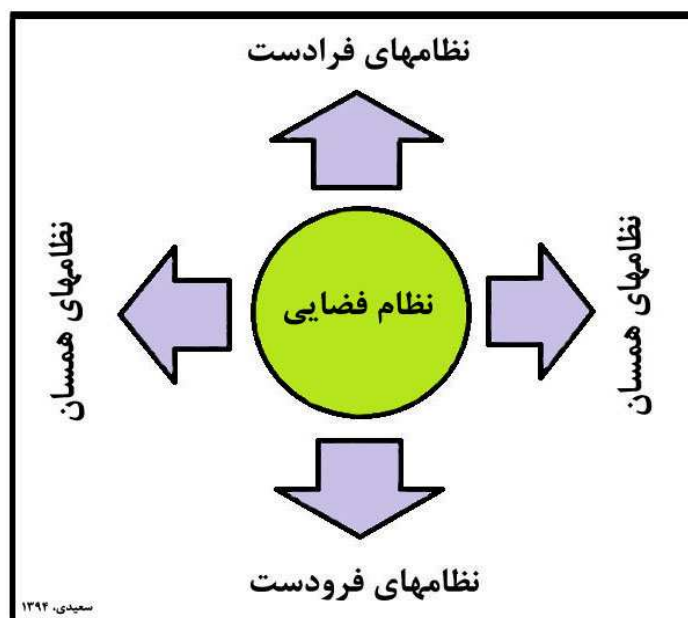 نظامهای فرادست
نظامهای همسان
نظام فضایی
نظامهای همسان
نظامهای فرودست
سعیدی، ۱۳۹۴